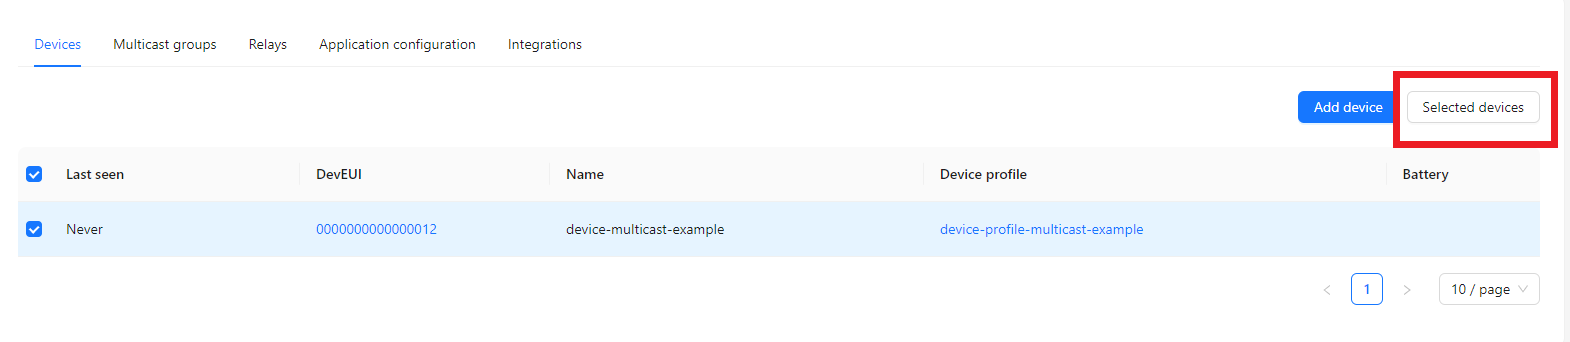 Devices Multicast groups Relays Application configuration Integrations
Add device Selected devices
Last seen DevEUI Name Device profile Battery
Never 0000000000000012 device-multicast-example device-profile-multicast-example
1 10 / page